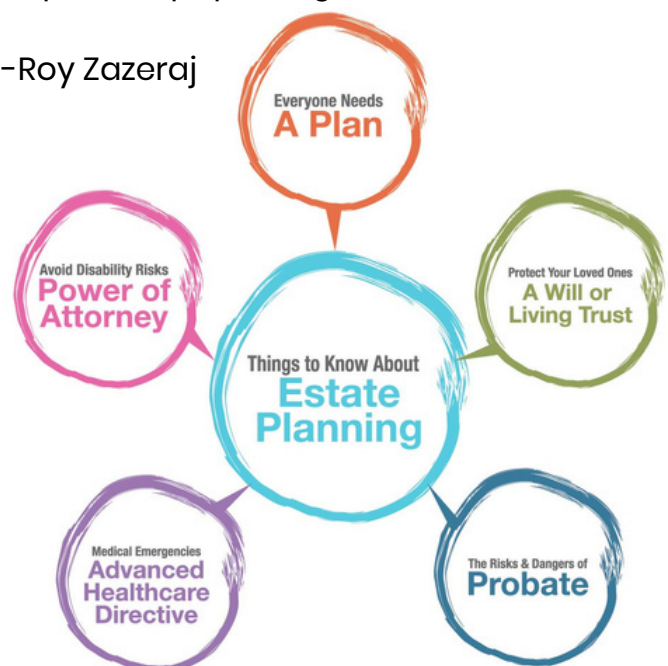 -Roy Zazeraj
Everyone Needs
A Plan
Avoid Disability Risks
Power of
Attorney
Protect Your Loved Ones
A Will or
Living Trust
Things to Know About
Estate
Planning
Medical Emergencies
Advanced
Healthcare
Directive
The Risks & Dangers of
Probate